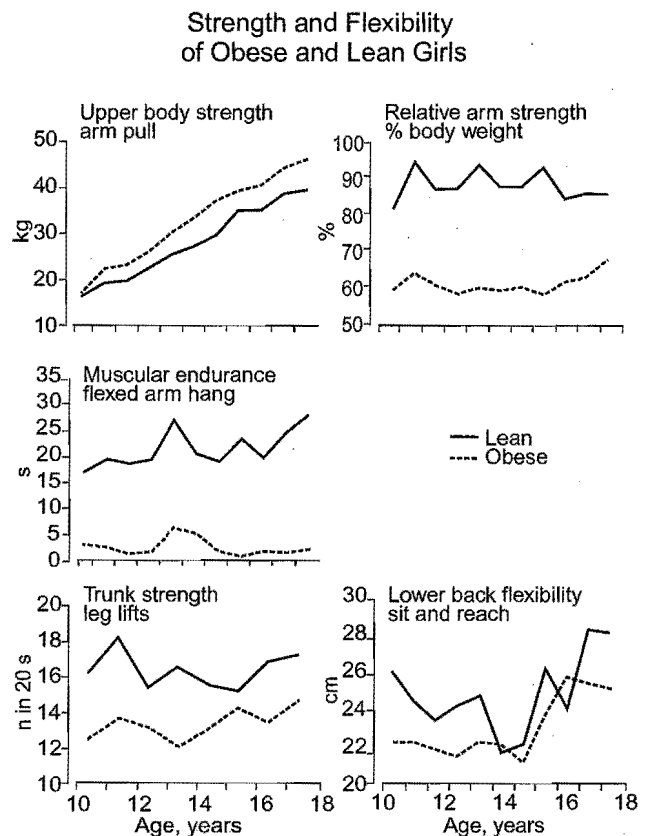 Strength and Flexibility
of Obese and Lean Girls
Upper body strength
arm pull
50
40
30
20
10
kg
Relative arm strength
% body weight
100
90
80
70
60
50
%
Muscular endurance
flexed arm hang
35
30
25
20
15
10
5
0
s
Lean
Obese
Trunk strength
leg lifts
20
18
16
14
12
10
n in 20 s
10 12 14 16 18
Age, years
Lower back flexibility
sit and reach
30
28
26
24
22
20
cm
10 12 14 16 18
Age, years